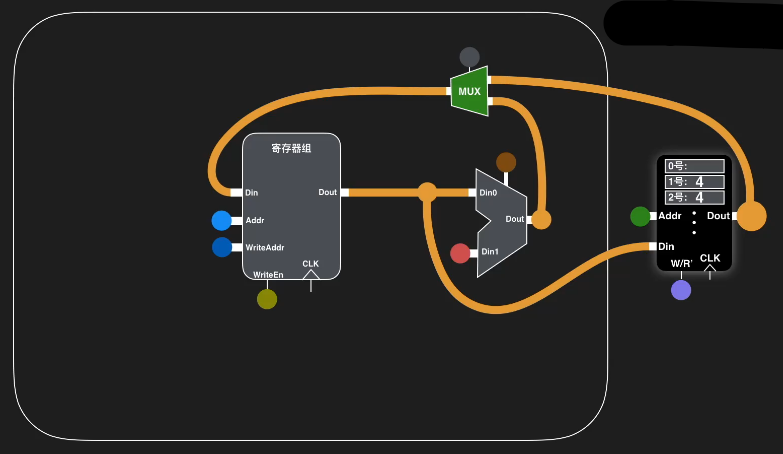 MUX
寄存器组
Din
Dout
Addr
WriteAddr
CLK
WriteEn
Din0
Dout
Din1
0号：
1号： 4
2号： 4
Addr
Dout
Din
W/R'
CLK